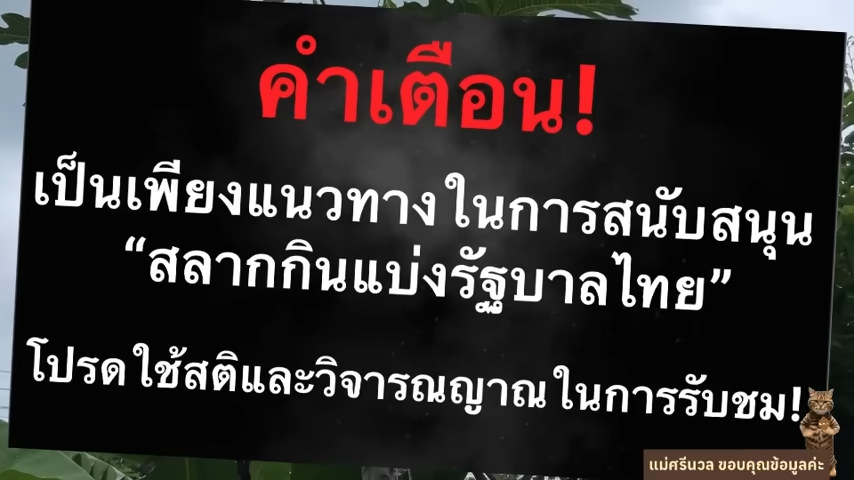 คำเตือน!
เป็นเพียงแนวทางในการสนับสนุน
“สลากกินแบ่งรัฐบาลไทย”
โปรดใช้สติและวิจารณญาณในการรับชม!
แม่ศรีนวล ขอบคุณข้อมูลค่ะ